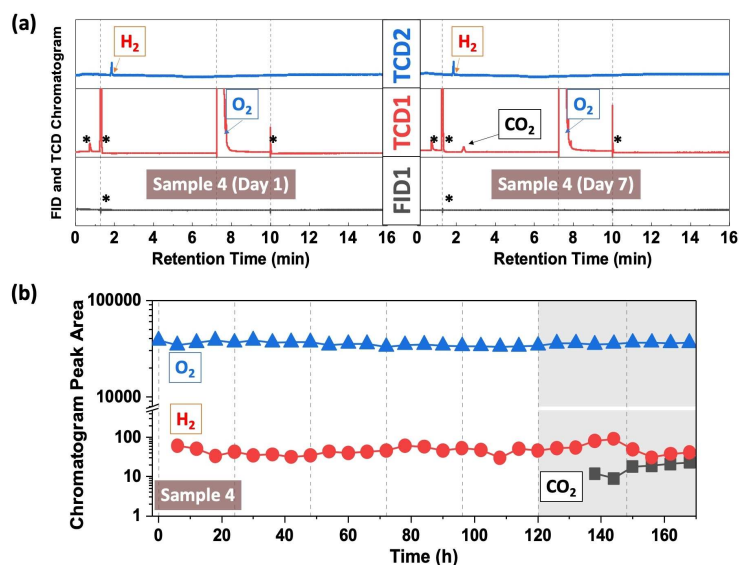 (a)
FID and TCD Chromatogram
H₂
O₂
* * *
Sample 4 (Day 1)
*
0 2 4 6 8 10 12 14 16
Retention Time (min)
TCD2
TCD1
FID1
H₂
O₂
CO₂
* * *
Sample 4 (Day 7)
*
0 2 4 6 8 10 12 14 16
Retention Time (min)
(b)
Chromatogram Peak Area
100000
10000
100
10
1
O₂
H₂
CO₂
Sample 4
0 20 40 60 80 100 120 140 160
Time (h)